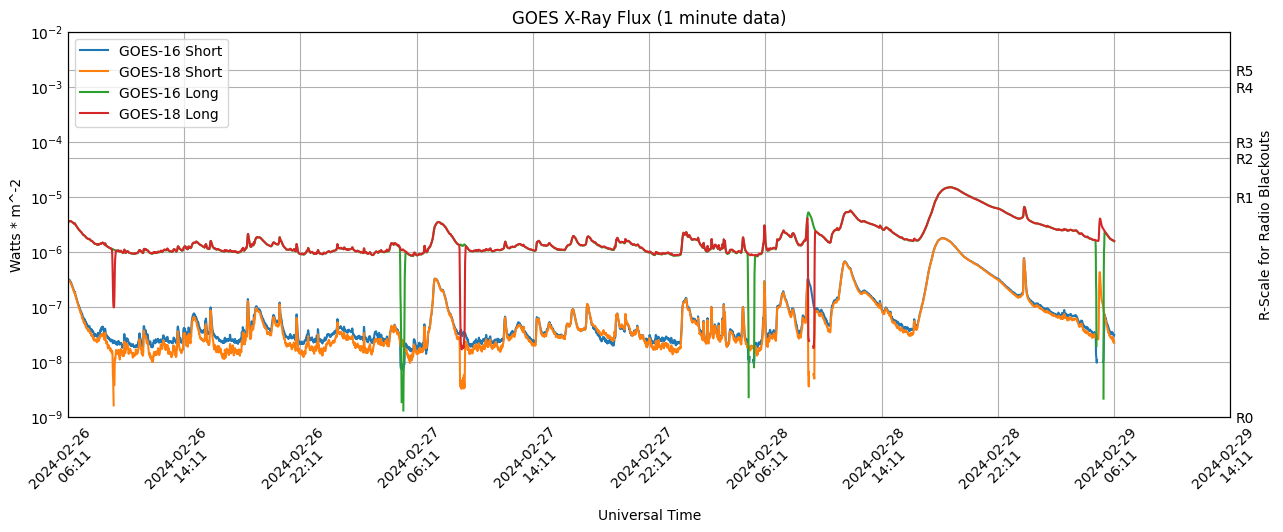 GOES X-Ray Flux (1 minute data)
GOES-16 Short
GOES-18 Short
GOES-16 Long
GOES-18 Long
10^-2
10^-3
10^-4
10^-5
10^-6
10^-7
10^-8
10^-9
Watts * m^-2
R5
R4
R3
R2
R1
R0
R-Scale for Radio Blackouts
2024-02-26
06:11
2024-02-26
14:11
2024-02-26
22:11
2024-02-27
06:11
2024-02-27
14:11
2024-02-27
22:11
2024-02-28
06:11
2024-02-28
14:11
2024-02-28
22:11
2024-02-29
06:11
2024-02-29
14:11
Universal Time